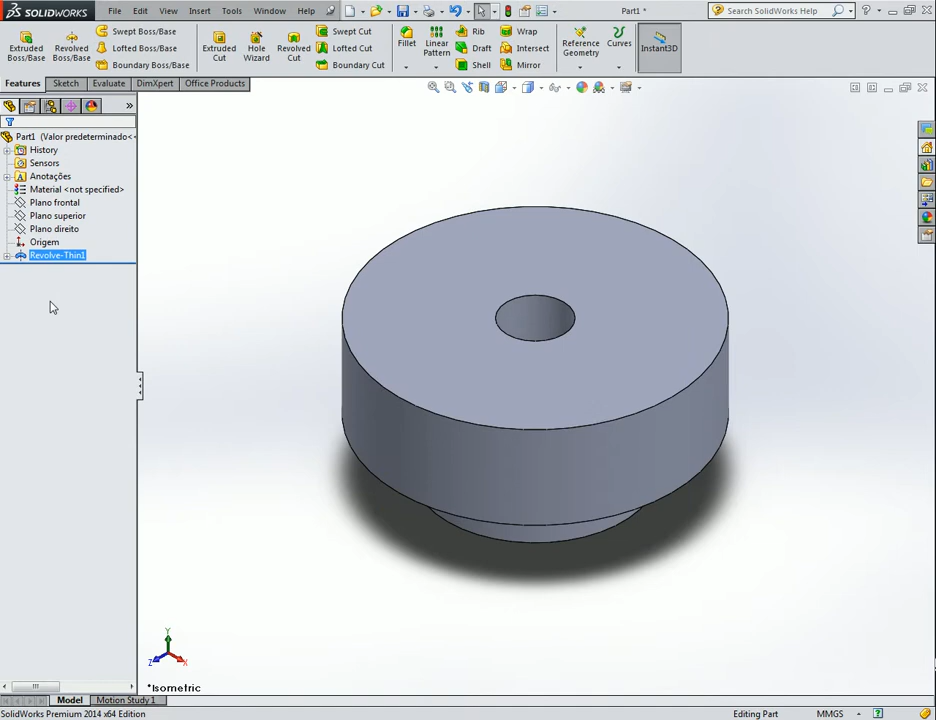 SOLIDWORKS File Edit View Insert Tools Window Help Part1 * Search SolidWorks Help
Extruded Boss/Base
Revolved Boss/Base
Swept Boss/Base
Lofted Boss/Base
Boundary Boss/Base
Extruded Cut
Hole Wizard
Revolved Cut
Swept Cut
Lofted Cut
Boundary Cut
Fillet
Linear Pattern
Rib
Draft
Shell
Wrap
Intersect
Mirror
Reference Geometry
Curves
Instant3D
Features Sketch Evaluate DimXpert Office Products
Part1 (Valor predeterminado<
History
Sensors
Anotações
Material <not specified>
Plano frontal
Plano superior
Plano direito
Origem
Revolve-Thin1
Y
Z X
*Isometric
Model Motion Study 1
SolidWorks Premium 2014 x64 Edition Editing Part MMGS